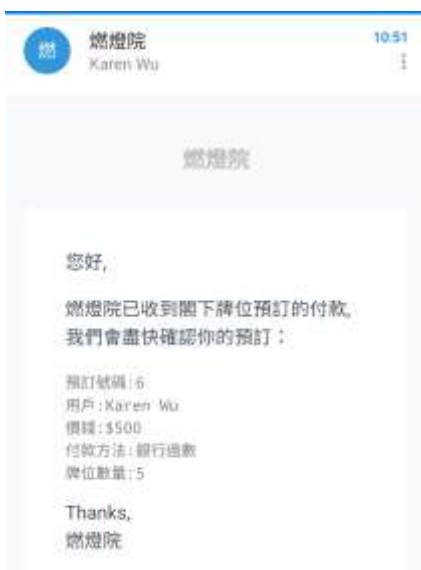 燃
燃燈院
10:51
Karen Wu
燃燈院
您好,
燃燈院已收到閣下牌位預訂的付款,
我們會盡快確認你的預訂：
預訂號碼:6
用戶:Karen Wu
價錢:$500
付款方法:銀行過數
牌位數量:5
Thanks,
燃燈院